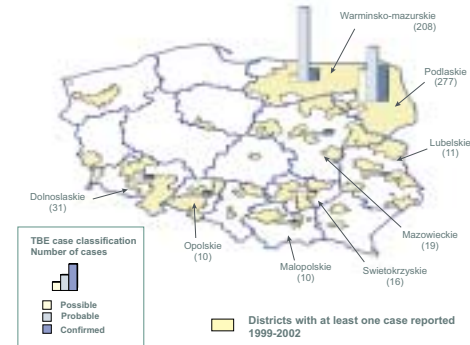 Warminsko-mazurskie
(208)
Podlaskie
(277)
Lubelskie
(11)
Dolnoslaskie
(31)
Mazowieckie
(19)
Opolskie
(10)
Malopolskie
(10)
Swietokrzyskie
(16)
TBE case classification
Number of cases
Possible
Probable
Confirmed
Districts with at least one case reported
1999-2002